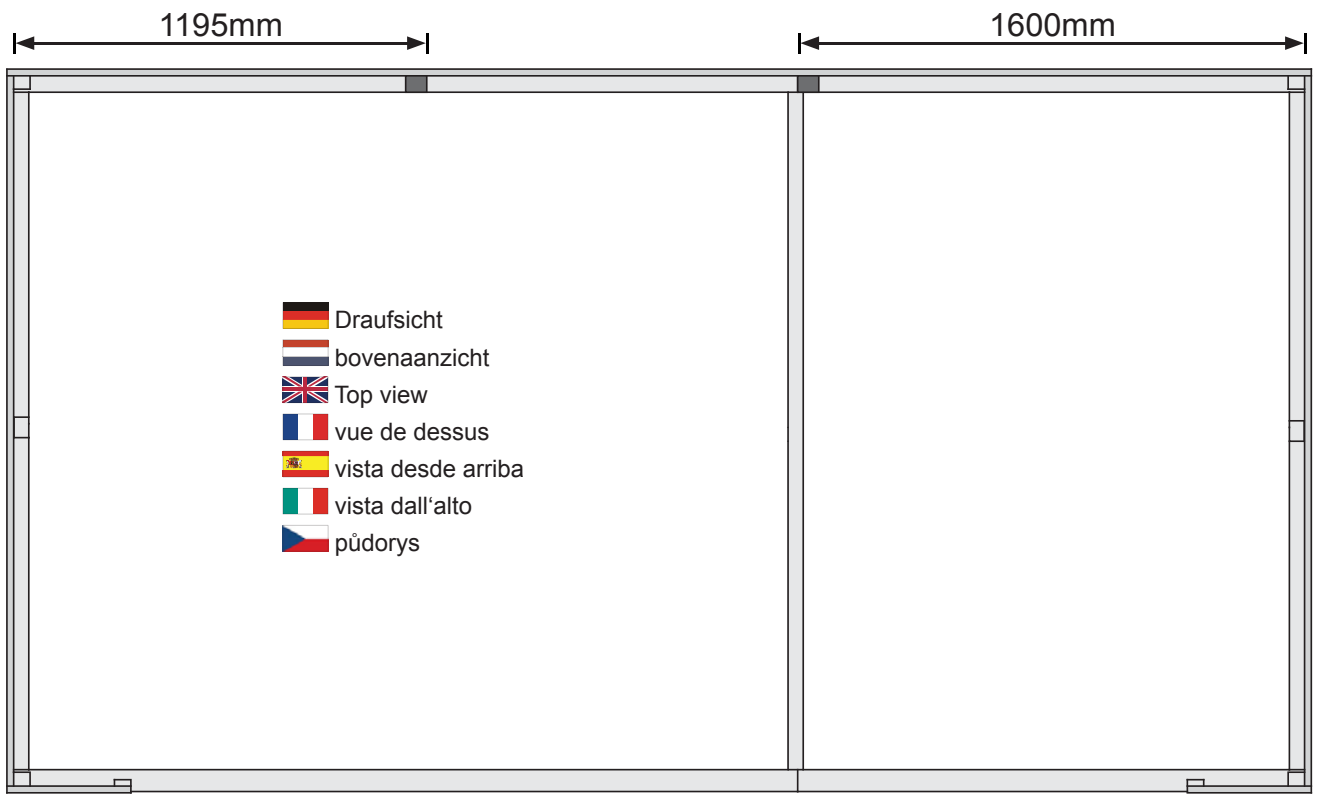 1195mm
1600mm
Draufsicht
bovenaanzicht
Top view
vue de dessus
vista desde arriba
vista dall‘alto
půdorys